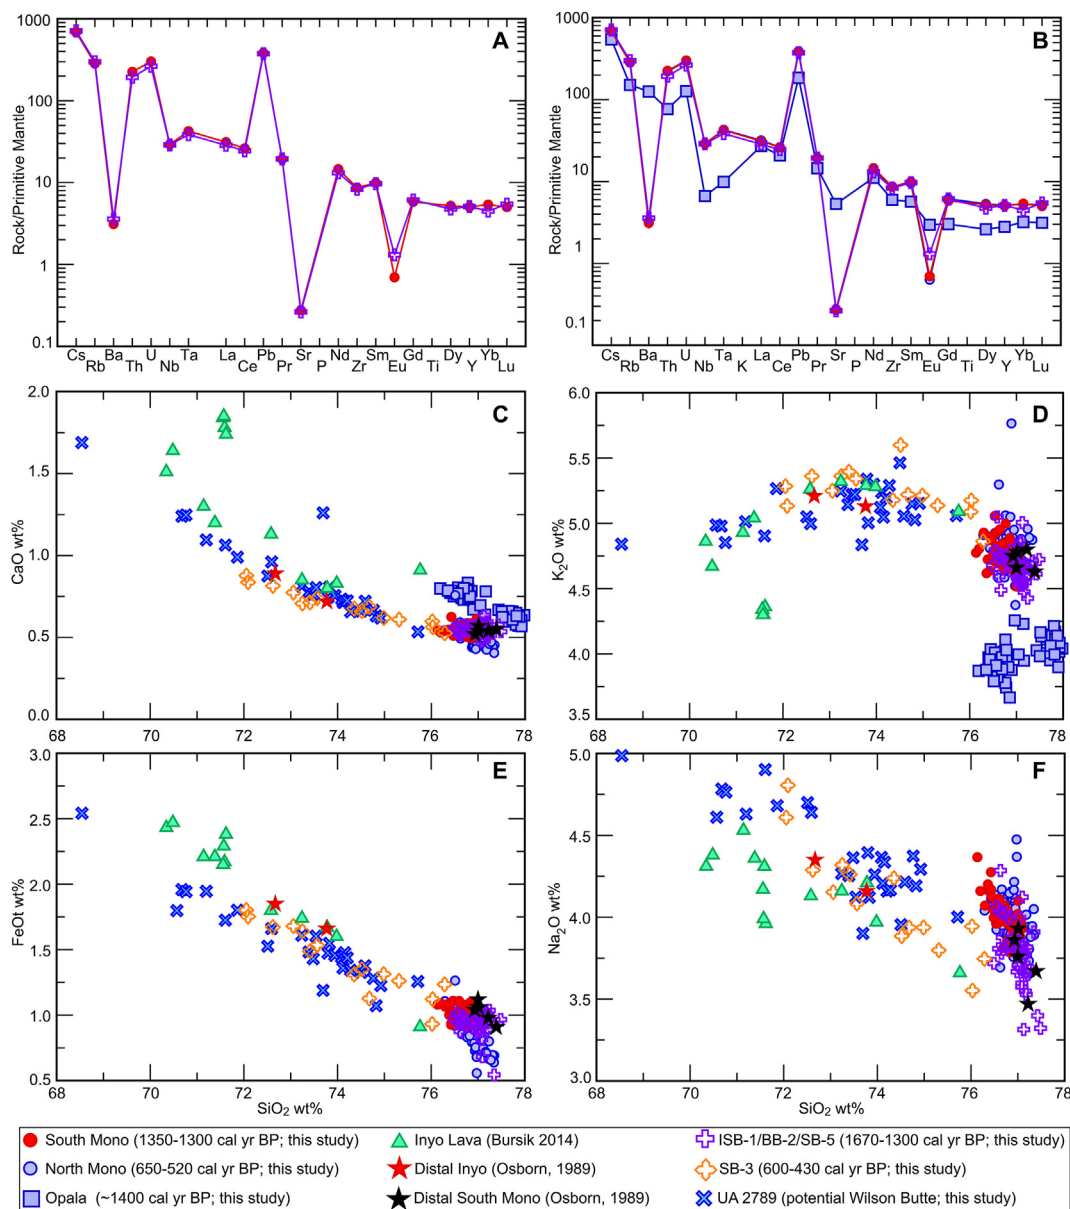 A
Rock/Primitive Mantle
1000
100
10
1
0.1
Cs Rb Ba Th U Nb Ta La Ce Pb Pr Sr P Nd Zr Sm Eu Gd Ti Dy Y Yb Lu
B
Rock/Primitive Mantle
1000
100
10
1
0.1
Cs Rb Ba Th U Nb Ta K La Ce Pb Pr Sr P Nd Zr Sm Eu Gd Ti Dy Y Yb Lu
C
CaO wt%
2.0
1.5
1.0
0.5
0.0
68 70 72 74 76 78
D
K2O wt%
6.0
5.5
5.0
4.5
4.0
3.5
68 70 72 74 76 78
E
FeOt wt%
3.0
2.5
2.0
1.5
1.0
0.5
68 70 72 74 76 78
SiO2 wt%
F
Na2O wt%
5.0
4.5
4.0
3.5
3.0
68 70 72 74 76 78
SiO2 wt%
South Mono (1350-1300 cal yr BP; this study)
Inyo Lava (Bursik 2014)
ISB-1/BB-2/SB-5 (1670-1300 cal yr BP; this study)
North Mono (650-520 cal yr BP; this study)
Distal Inyo (Osborn, 1989)
SB-3 (600-430 cal yr BP; this study)
Opala (~1400 cal yr BP; this study)
Distal South Mono (Osborn, 1989)
UA 2789 (potential Wilson Butte; this study)